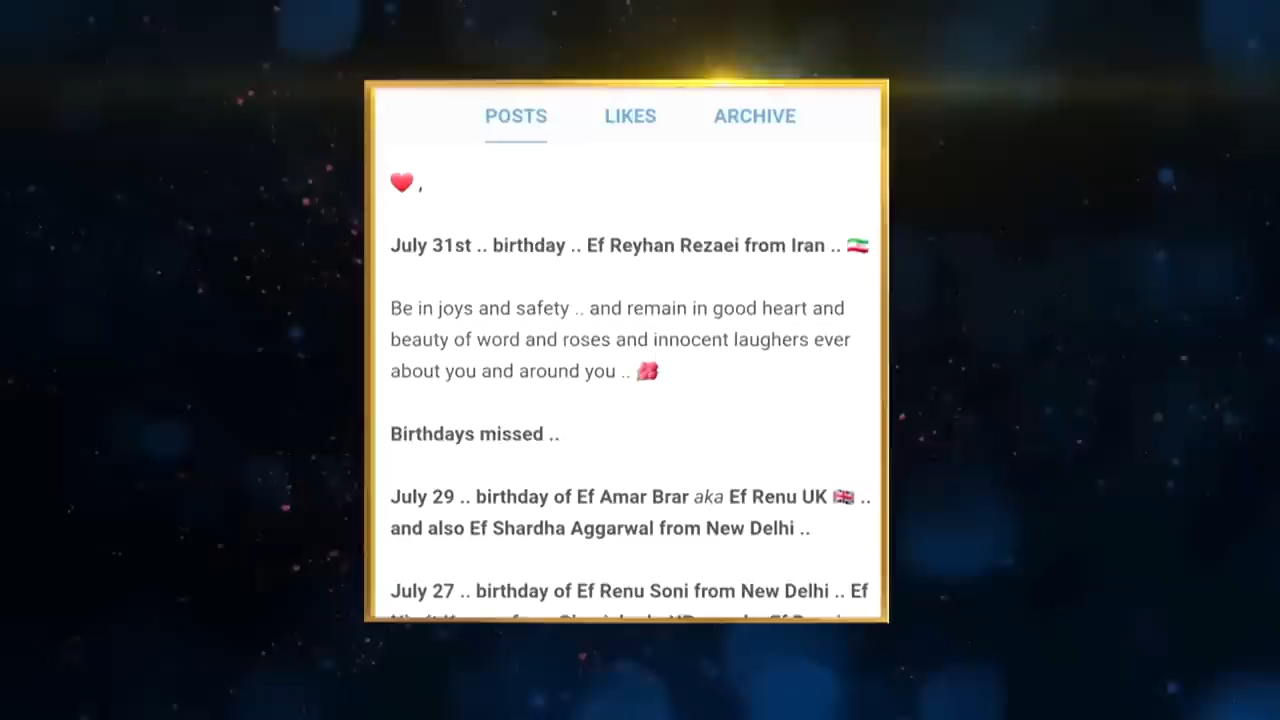 POSTS LIKES ARCHIVE
❤️ ,
July 31st .. birthday .. Ef Reyhan Rezaei from Iran .. 🇮🇷
Be in joys and safety .. and remain in good heart and
beauty of word and roses and innocent laughers ever
about you and around you .. 🌹
Birthdays missed ..
July 29 .. birthday of Ef Amar Brar aka Ef Renu UK 🇬🇧 ..
and also Ef Shardha Aggarwal from New Delhi ..
July 27 .. birthday of Ef Renu Soni from New Delhi .. Ef